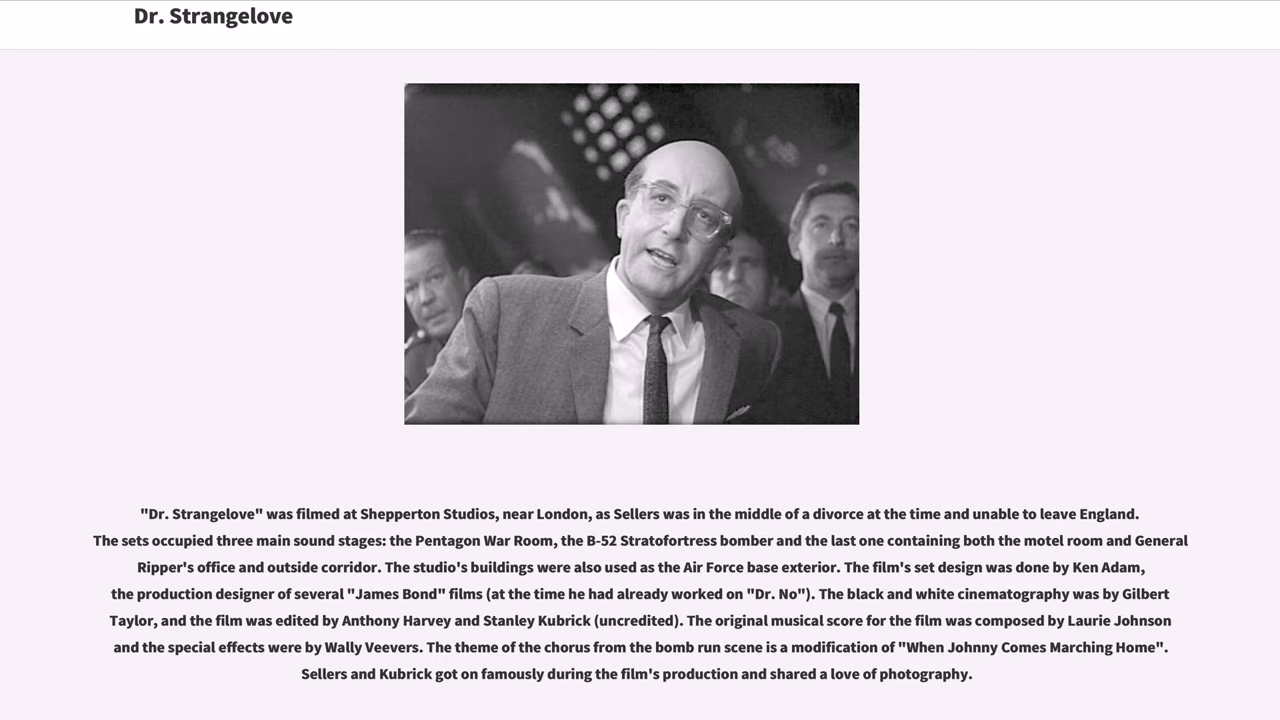 Dr. Strangelove
"Dr. Strangelove" was filmed at Shepperton Studios, near London, as Sellers was in the middle of a divorce at the time and unable to leave England.
The sets occupied three main sound stages: the Pentagon War Room, the B-52 Stratofortress bomber and the last one containing both the motel room and General
Ripper's office and outside corridor. The studio's buildings were also used as the Air Force base exterior. The film's set design was done by Ken Adam,
the production designer of several "James Bond" films (at the time he had already worked on "Dr. No"). The black and white cinematography was by Gilbert
Taylor, and the film was edited by Anthony Harvey and Stanley Kubrick (uncredited). The original musical score for the film was composed by Laurie Johnson
and the special effects were by Wally Veevers. The theme of the chorus from the bomb run scene is a modification of "When Johnny Comes Marching Home".
Sellers and Kubrick got on famously during the film's production and shared a love of photography.